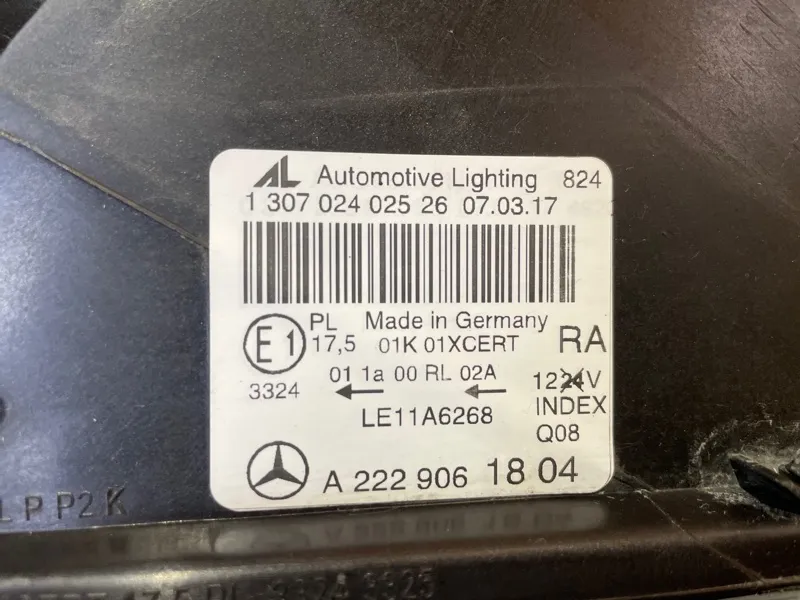 AL Automotive Lighting 824
1 307 024 025 26 07.03.17
E1 PL Made in Germany RA
17,5 01K 01XCERT
3324 01 1a 00 RL 02A 1224V
← ←
LE11A6268 INDEX
Q08
A 222 906 18 04
L P P2 K